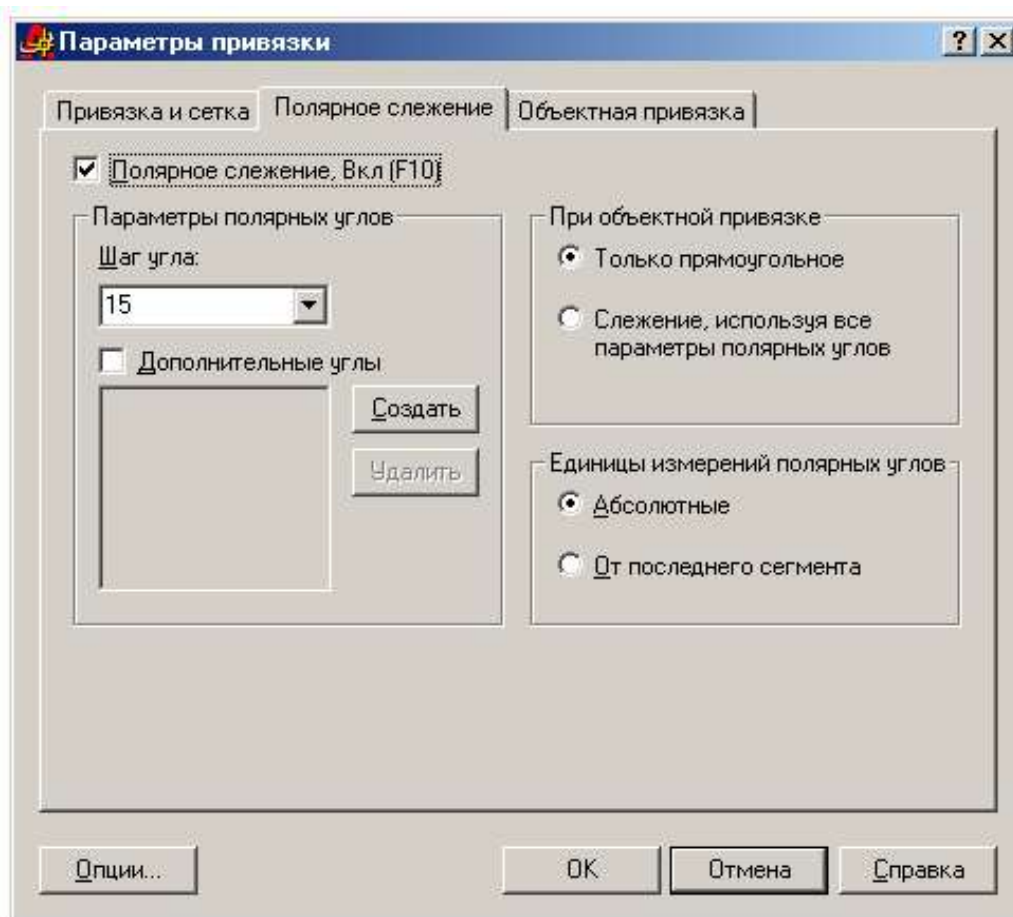 Параметры привязки
Привязка и сетка
Полярное слежение
Объектная привязка
Полярное слежение, Вкл (F10)
Параметры полярных углов
Шаг угла:
15
Дополнительные углы
Создать
Удалить
При объектной привязке
Только прямоугольное
Слежение, используя все
параметры полярных углов
Единицы измерений полярных углов
Абсолютные
От последнего сегмента
Опции...
OK
Отмена
Справка